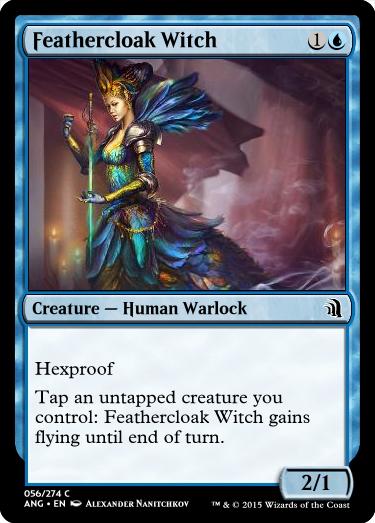 Feathercloak Witch 1
Creature — Human Warlock
Hexproof
Tap an untapped creature you
control: Feathercloak Witch gains
flying until end of turn.
2/1
056/274 C
ANG • EN Alexander Nanitchkov ™ & © 2015 Wizards of the Coast